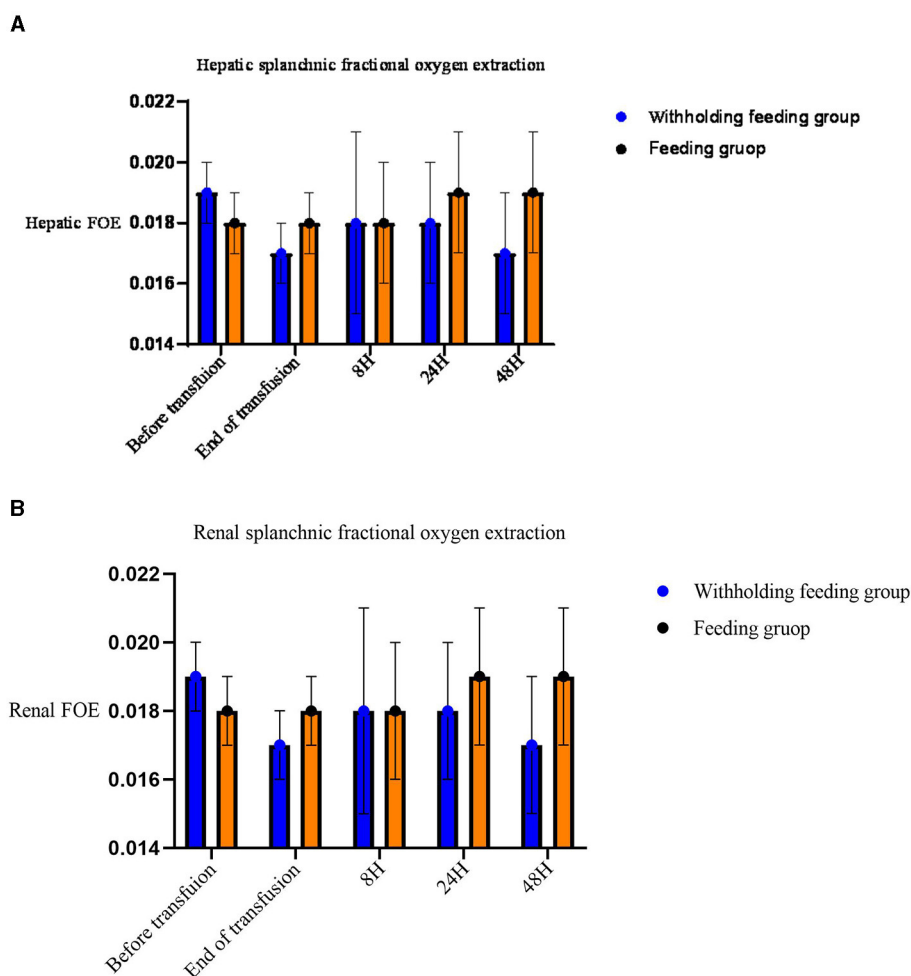 A
Hepatic splanchnic fractional oxygen extraction
0.022
0.020
0.018
0.016
0.014
Hepatic FOE
Before transfuion
End of transfusion
8H
24H
48H
Withholding feeding group
Feeding gruop
B
Renal splanchnic fractional oxygen extraction
0.022
0.020
0.018
0.016
0.014
Renal FOE
Before transfuion
End of transfusion
8H
24H
48H
Withholding feeding group
Feeding gruop